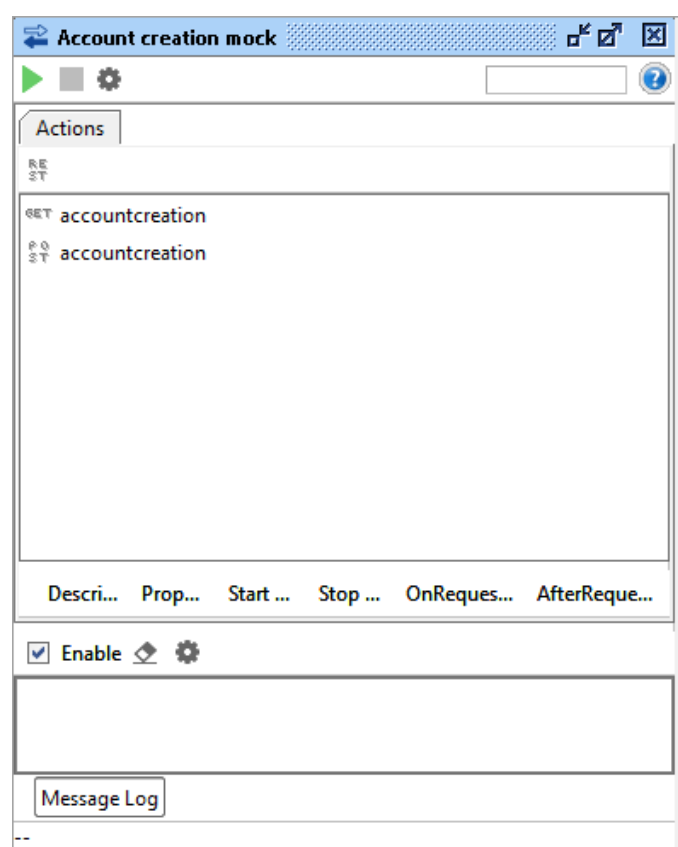 Account creation mock
?
Actions
RE
ST
GET accountcreation
PO
ST accountcreation
Descri... Prop... Start ... Stop ... OnReques... AfterReque...
Enable
Message Log
--